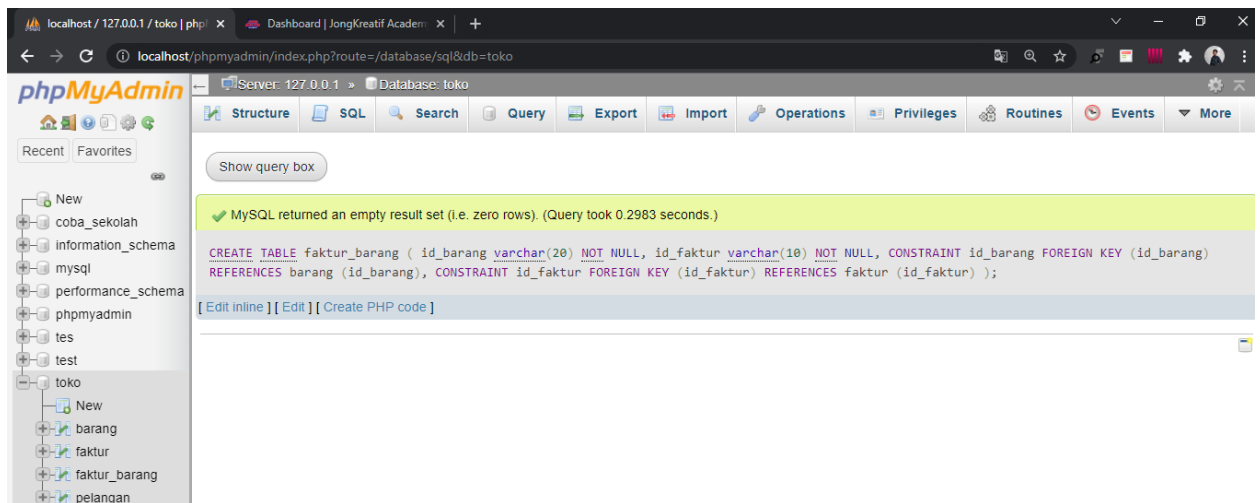 localhost / 127.0.0.1 / toko | php
Dashboard | JongKreatif Academ
localhost/phpmyadmin/index.php?route=/database/sql&db=toko
phpMyAdmin
Server: 127.0.0.1 » Database: toko
Structure SQL Search Query Export Import Operations Privileges Routines Events More
Recent Favorites
Show query box
New
coba_sekolah
information_schema
mysql
performance_schema
phpmyadmin
tes
test
toko
New
barang
faktur
faktur_barang
pelangan
MySQL returned an empty result set (i.e. zero rows). (Query took 0.2983 seconds.)
CREATE TABLE faktur_barang ( id_barang varchar(20) NOT NULL, id_faktur varchar(10) NOT NULL, CONSTRAINT id_barang FOREIGN KEY (id_barang)
REFERENCES barang (id_barang), CONSTRAINT id_faktur FOREIGN KEY (id_faktur) REFERENCES faktur (id_faktur) );
[ Edit inline ] [ Edit ] [ Create PHP code ]